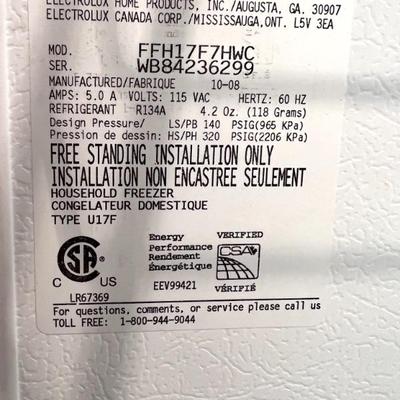 ELECTROLUX HOME PRODUCTS, INC./AUGUSTA, GA. 30907
ELECTROLUX CANADA CORP./MISSISSAUGA,ONT. L5V 3EA
MOD. FFH17F7HWC
SER. WB84236299
MANUFACTURED/FABRIQUE 10-08
AMPS: 5.0 A VOLTS: 115 VAC HERTZ: 60 HZ
REFRIGERANT R134A 4.2 Oz. (118 Grams)
Design Pressure/ LS/PB 140 PSIG(965 KPa)
Pression de dessin: HS/PH 320 PSIG(2206 KPa)
FREE STANDING INSTALLATION ONLY
INSTALLATION NON ENCASTREE SEULEMENT
HOUSEHOLD FREEZER
CONGELATEUR DOMESTIQUE
TYPE U17F
Energy VERIFIED
Performance
Rendement CSA
Énergétique
SA
C US EEV99421 VÉRIFIÉ
LR67369
For questions, comments, or service please call us
TOLL FREE: 1-800-944-9044